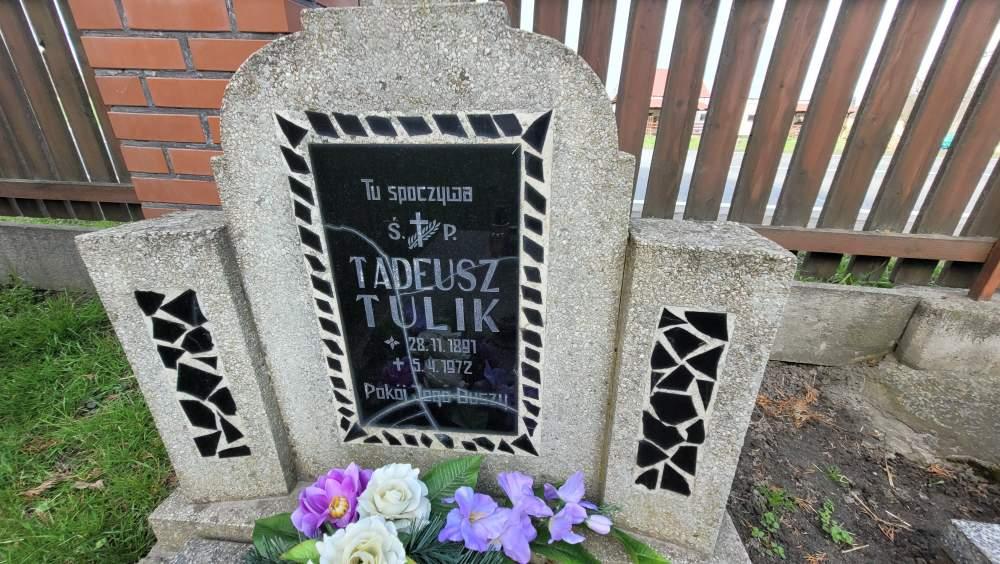 Tu spoczywa
Ś. P.
TADEUSZ
TULIK
28.11.1891
5.4.1972
Pokój Jego Duszy